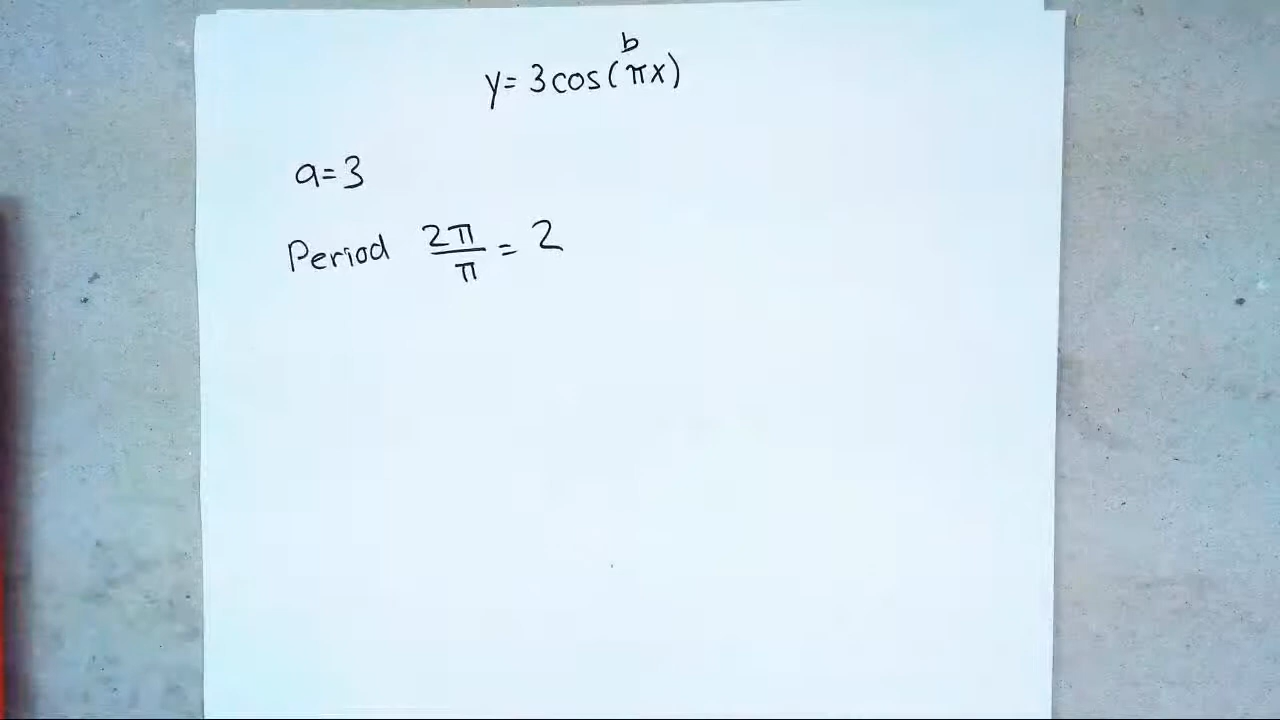 b
y=3cos(πx)
a=3
Period 2π/π = 2